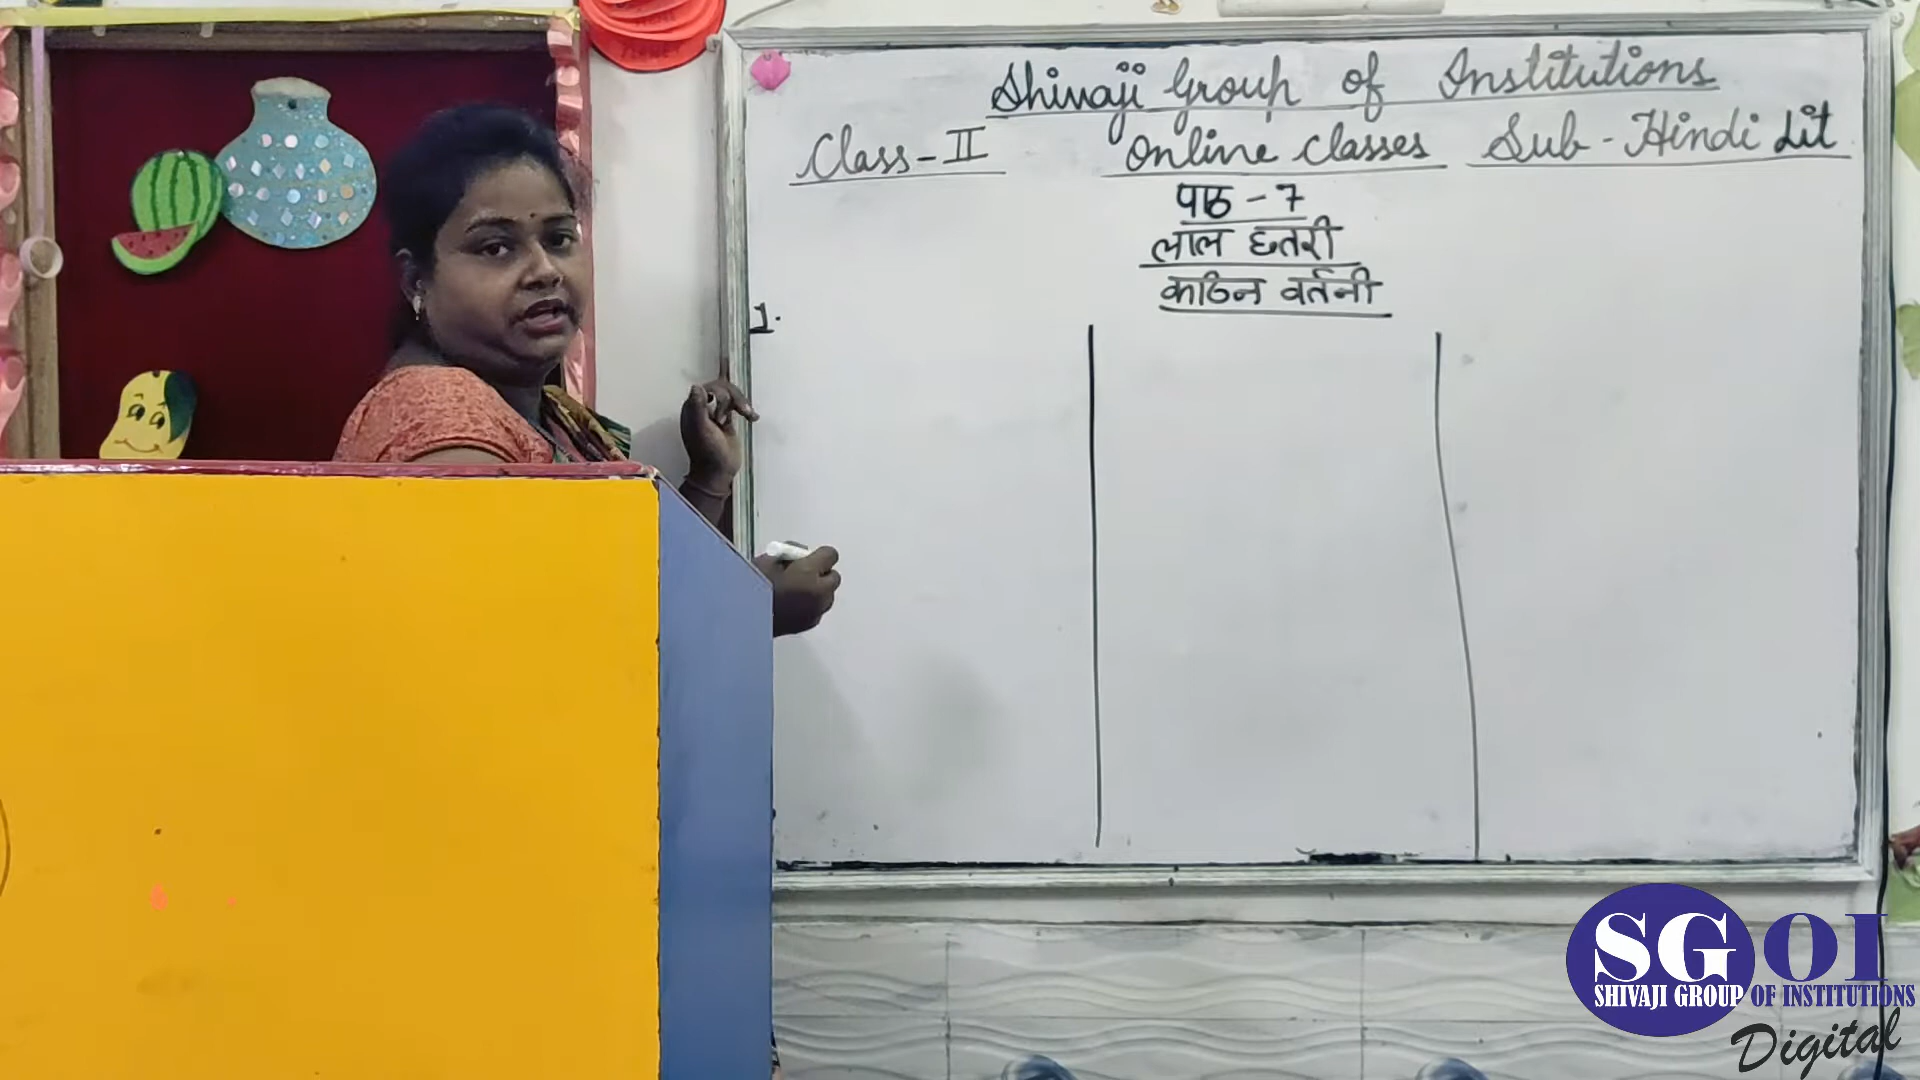 Shivaji Group of Institutions
Class - II Online Classes Sub - Hindi Lit
पाठ - 7
लाल छतरी
कठिन वर्तनी
1.
SGOI
SHIVAJI GROUP OF INSTITUTIONS
Digital